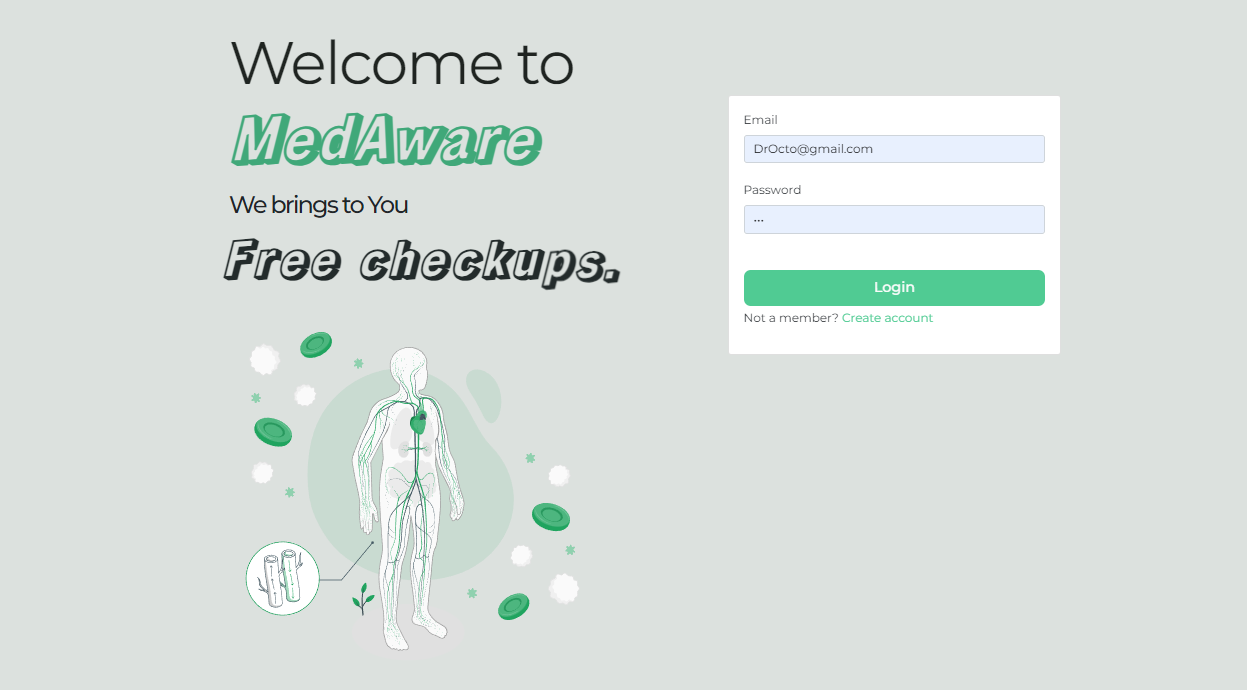 Welcome to
MedAware
We brings to You
Free checkups.
Email
DrOcto@gmail.com
Password
...
Login
Not a member? Create account